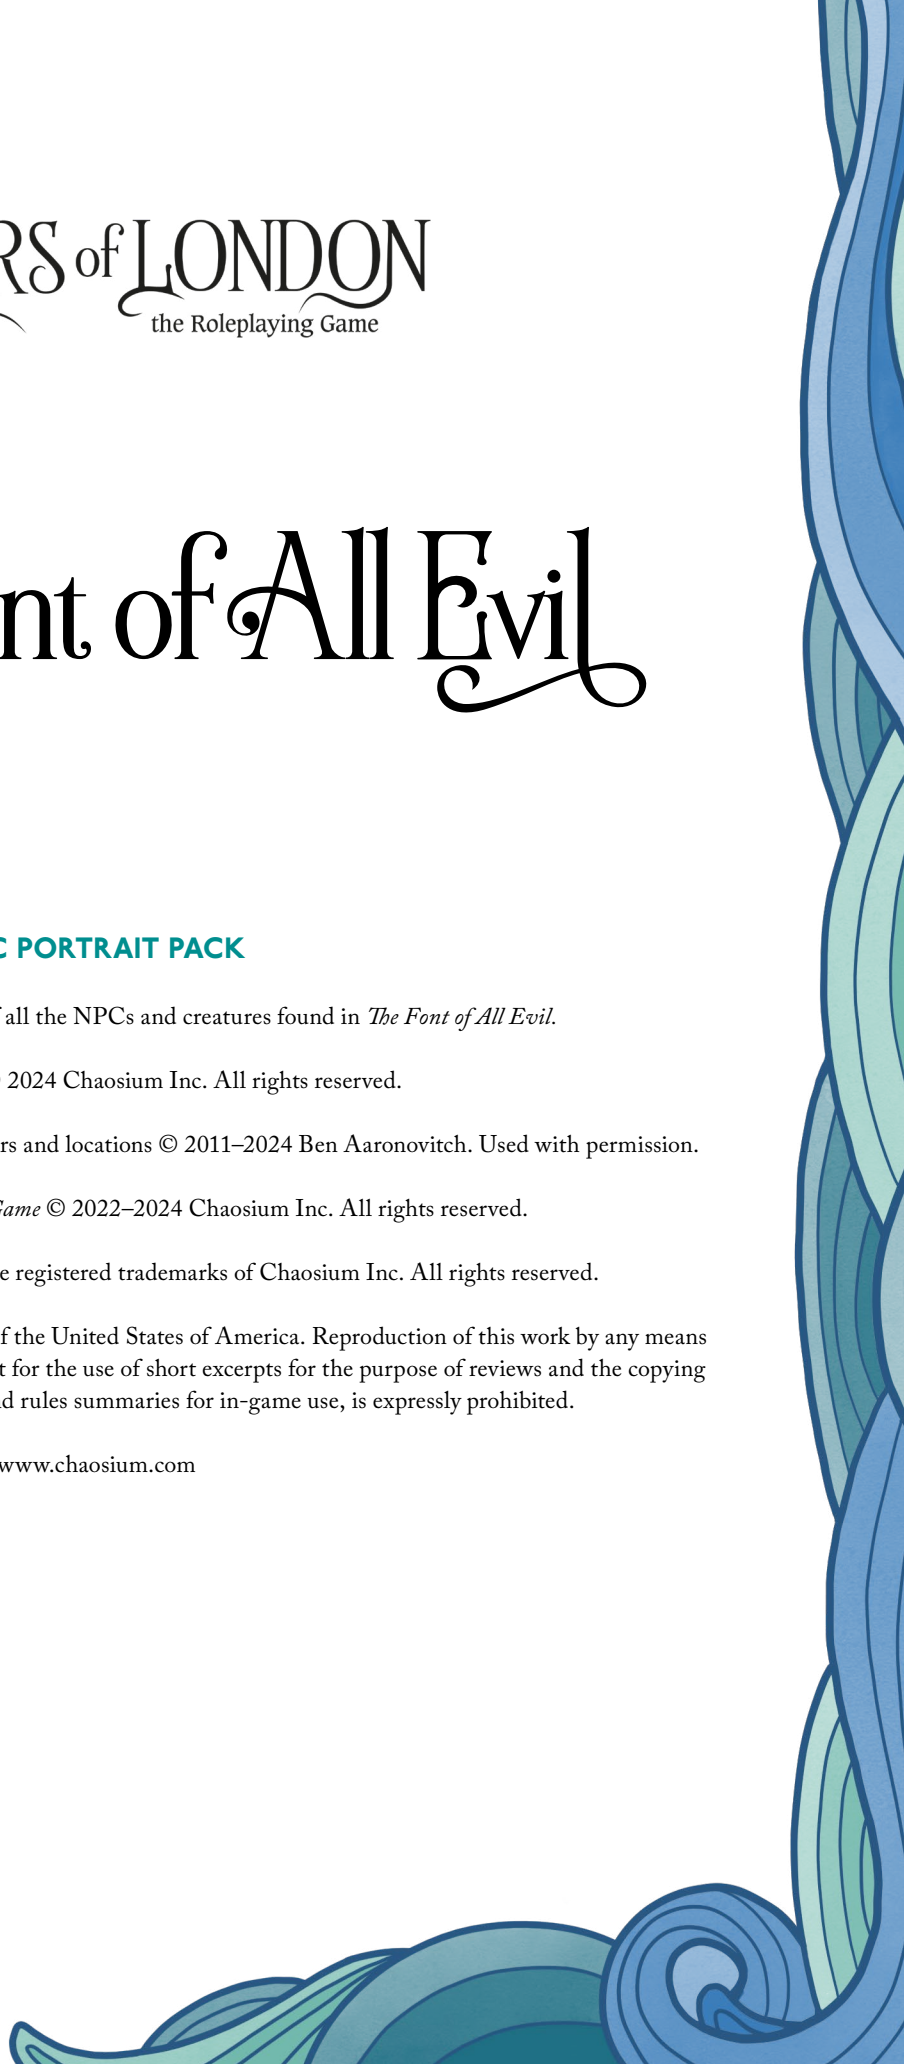 RS of LONDON
the Roleplaying Game
nt of All Evil
C PORTRAIT PACK
f all the NPCs and creatures found in The Font of All Evil.
2024 Chaosium Inc. All rights reserved.
rs and locations © 2011–2024 Ben Aaronovitch. Used with permission.
Game © 2022–2024 Chaosium Inc. All rights reserved.
e registered trademarks of Chaosium Inc. All rights reserved.
f the United States of America. Reproduction of this work by any means
t for the use of short excerpts for the purpose of reviews and the copying
d rules summaries for in-game use, is expressly prohibited.
www.chaosium.com